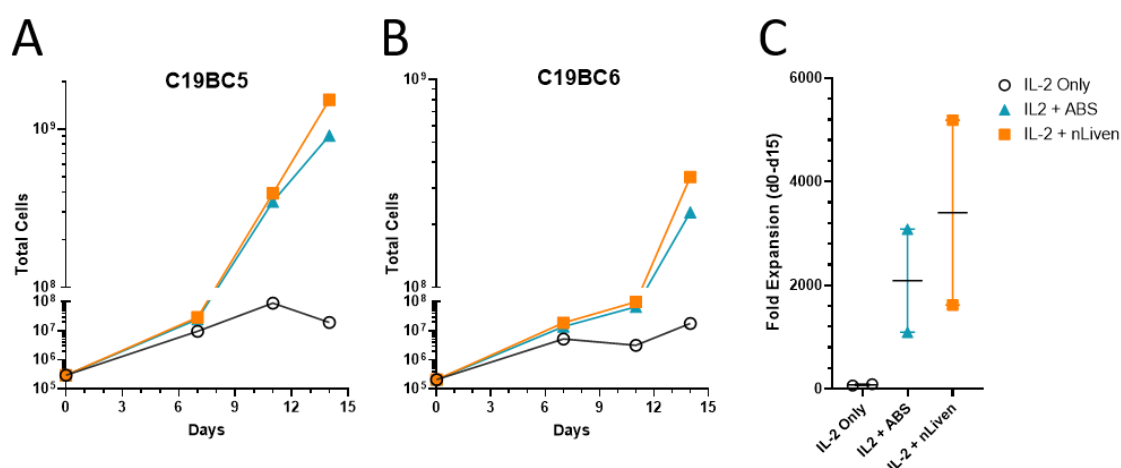 A
C19BC5
Total Cells
10⁹
10⁸
10⁸
10⁷
10⁶
10⁵
0 3 6 9 12 15
Days
B
C19BC6
Total Cells
10⁹
10⁸
10⁸
10⁷
10⁶
10⁵
0 3 6 9 12 15
Days
C
Fold Expansion (d0-d15)
6000
4000
2000
0
IL-2 Only
IL2 + ABS
IL-2 + nLiven
IL-2 Only
IL2 + ABS
IL-2 + nLiven